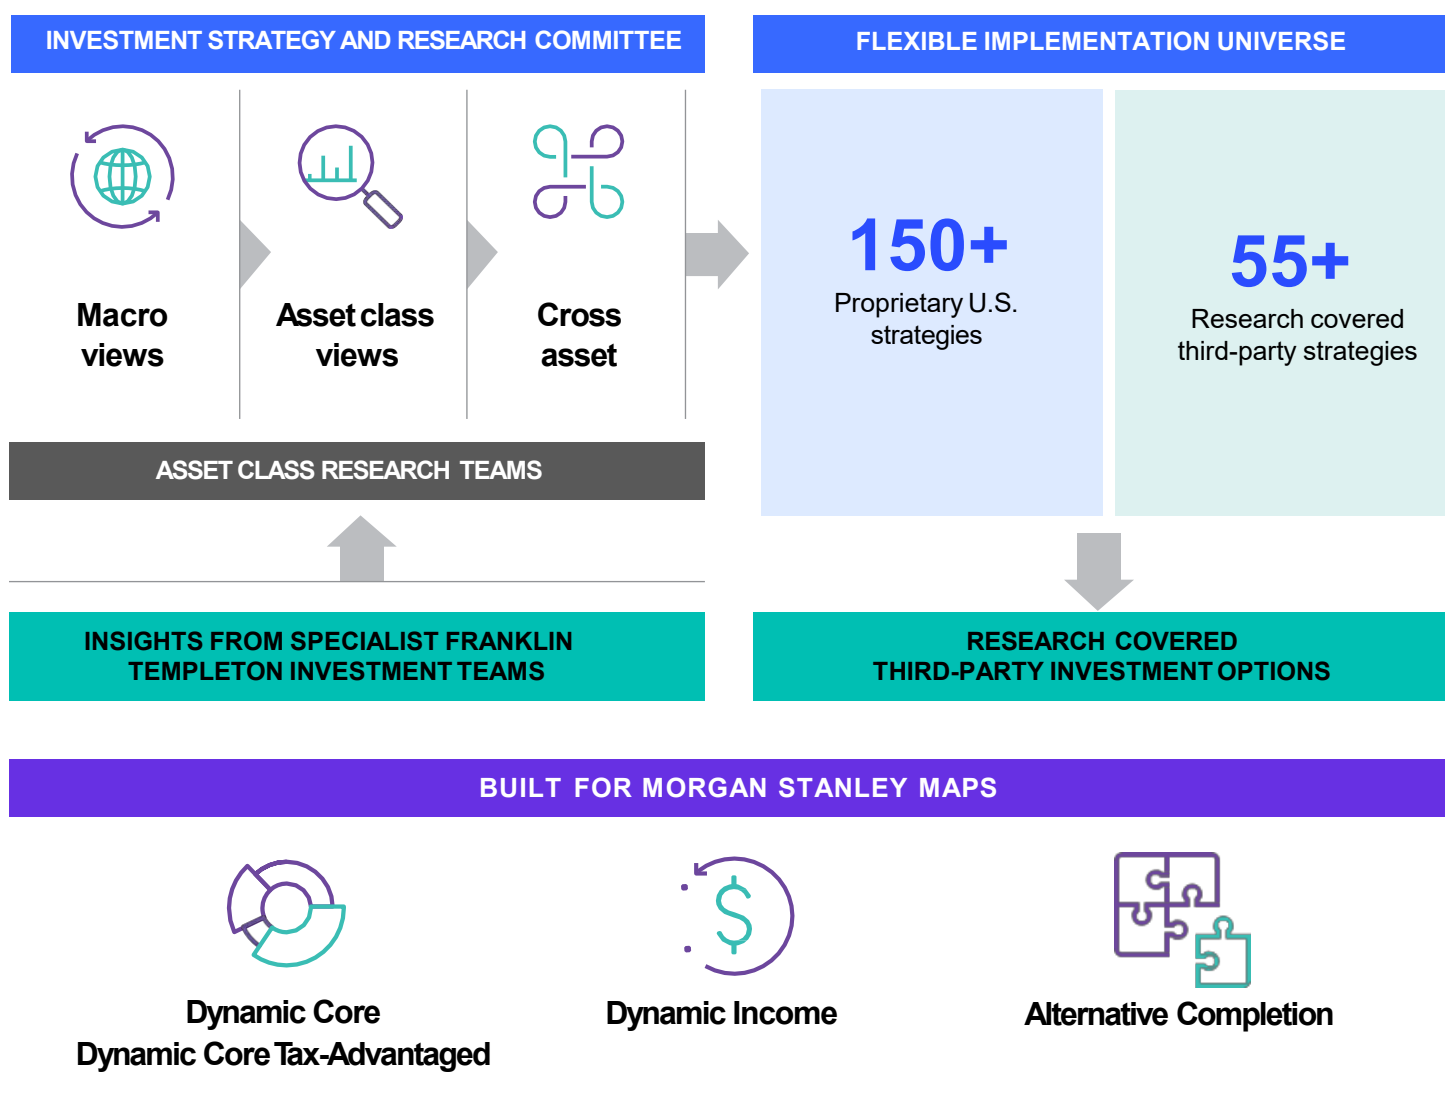 INVESTMENT STRATEGY AND RESEARCH COMMITTEE
Macro
views
Asset class
views
Cross
asset
ASSET CLASS RESEARCH TEAMS
INSIGHTS FROM SPECIALIST FRANKLIN
TEMPLETON INVESTMENT TEAMS
FLEXIBLE IMPLEMENTATION UNIVERSE
150+
Proprietary U.S.
strategies
55+
Research covered
third-party strategies
RESEARCH COVERED
THIRD-PARTY INVESTMENT OPTIONS
BUILT FOR MORGAN STANLEY MAPS
Dynamic Core
Dynamic Core Tax-Advantaged
Dynamic Income
Alternative Completion